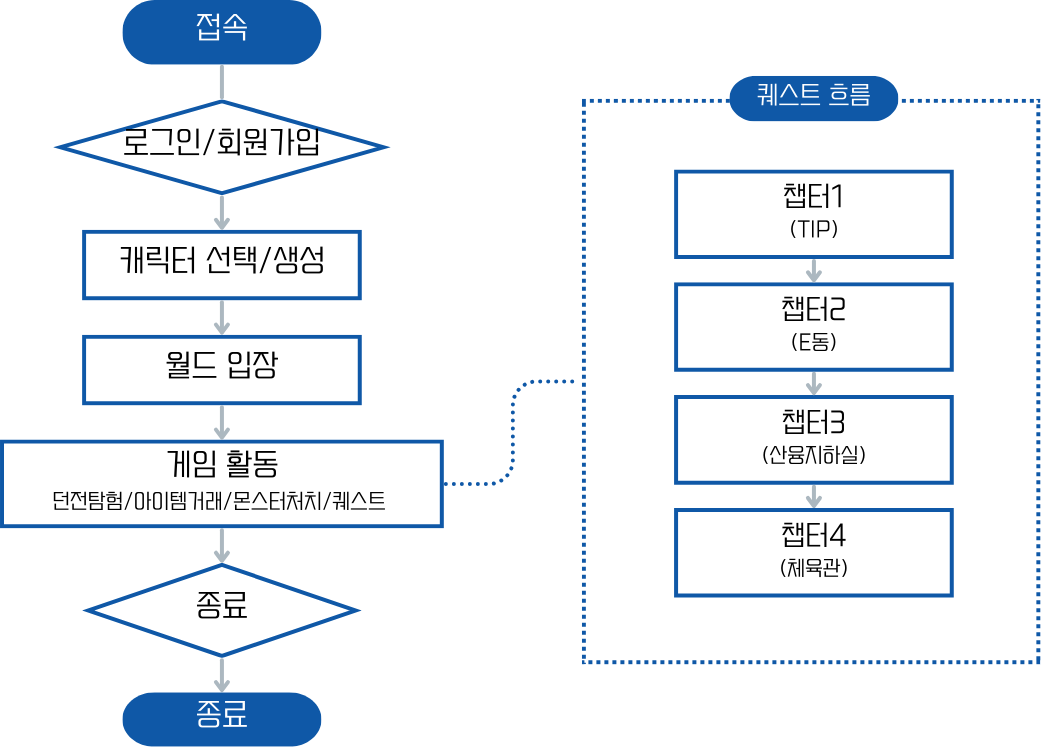 접속
로그인/회원가입
캐릭터 선택/생성
월드 입장
게임 활동
던전탐험/아이템거래/몬스터처치/퀘스트
종료
종료
퀘스트 흐름
챕터1
(TIP)
챕터2
(E동)
챕터3
(산융지하실)
챕터4
(체육관)